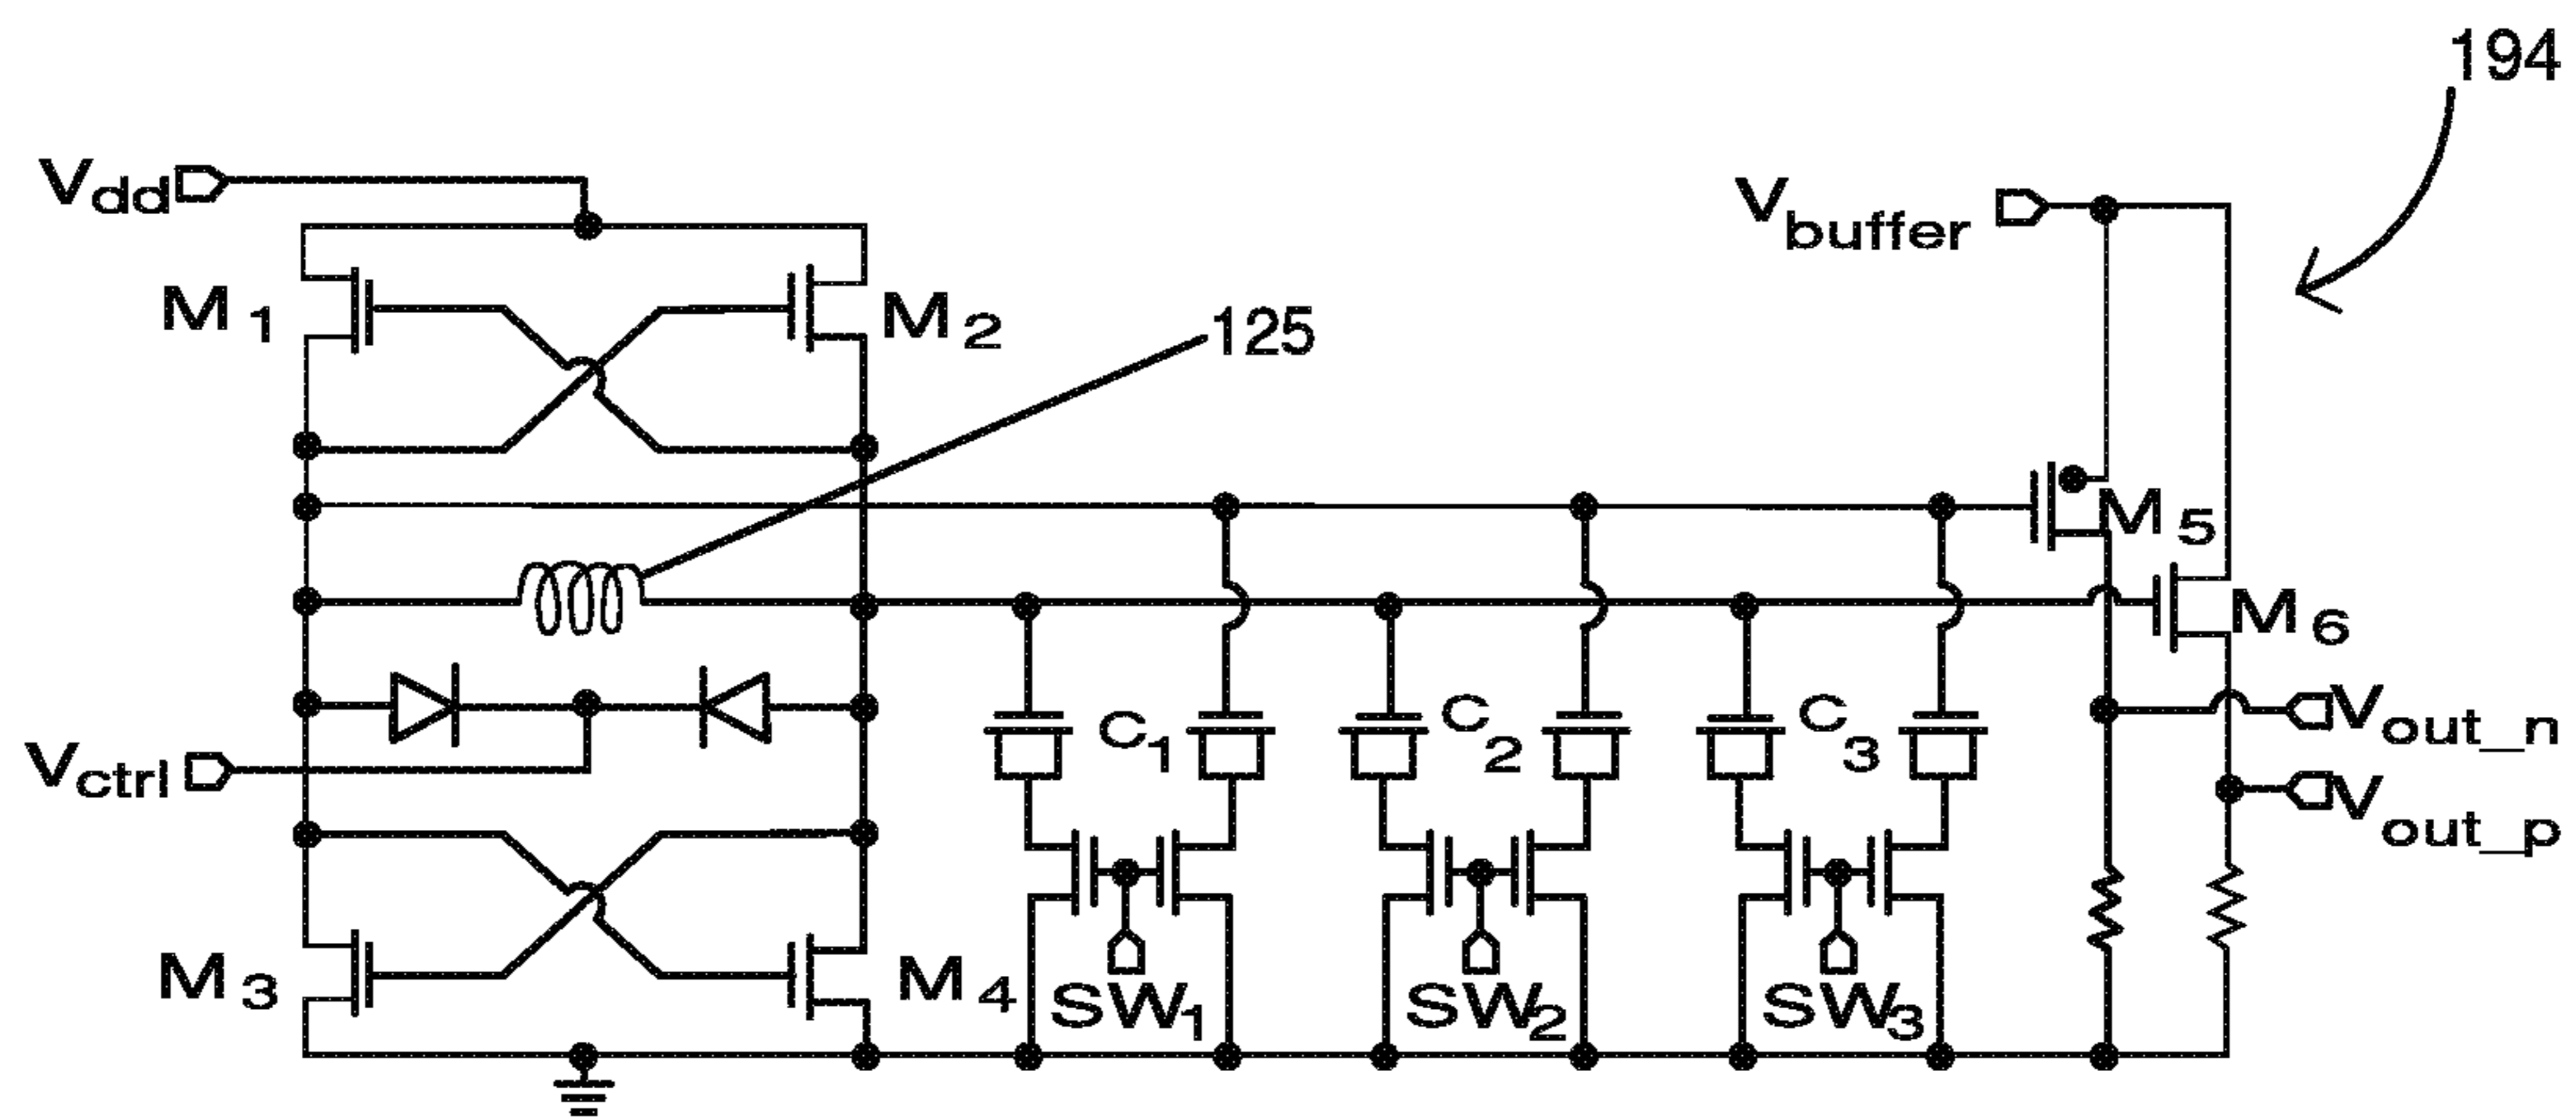 194
Vdd
Vbuffer
M1
M2
125
M5
M6
C1
C2
C3
Vout_n
Vctrl
Vout_p
M3
M4
SW1
SW2
SW3